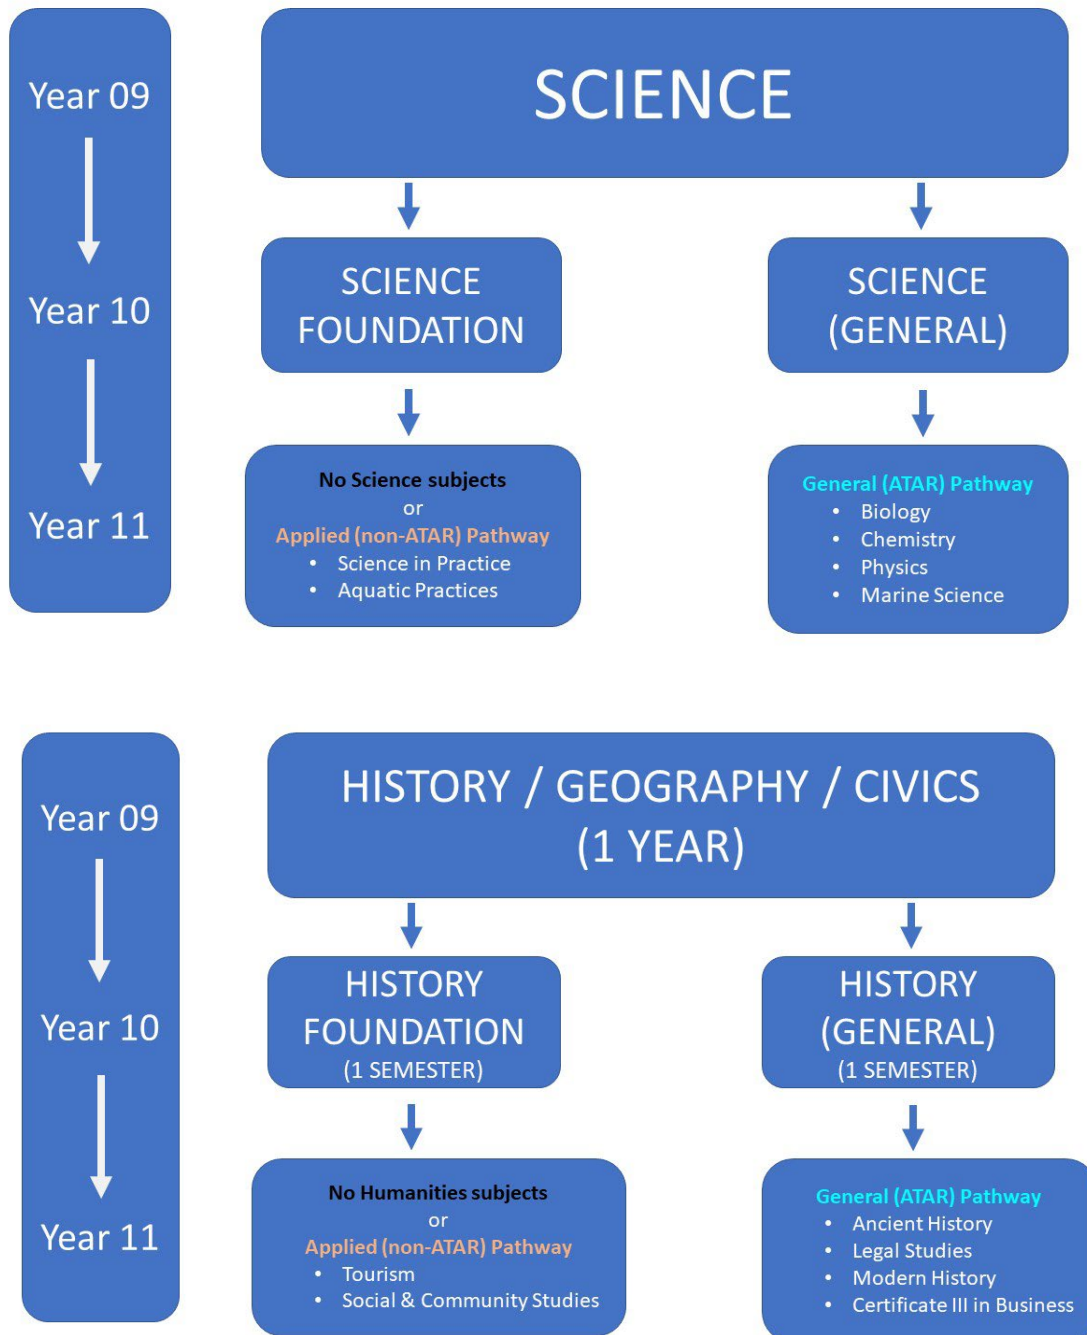 Year 09
Year 10
Year 11
SCIENCE
SCIENCE
FOUNDATION
SCIENCE
(GENERAL)
No Science subjects
or
Applied (non-ATAR) Pathway
• Science in Practice
• Aquatic Practices
General (ATAR) Pathway
• Biology
• Chemistry
• Physics
• Marine Science
Year 09
Year 10
Year 11
HISTORY / GEOGRAPHY / CIVICS
(1 YEAR)
HISTORY
FOUNDATION
(1 SEMESTER)
HISTORY
(GENERAL)
(1 SEMESTER)
No Humanities subjects
or
Applied (non-ATAR) Pathway
• Tourism
• Social & Community Studies
General (ATAR) Pathway
• Ancient History
• Legal Studies
• Modern History
• Certificate III in Business